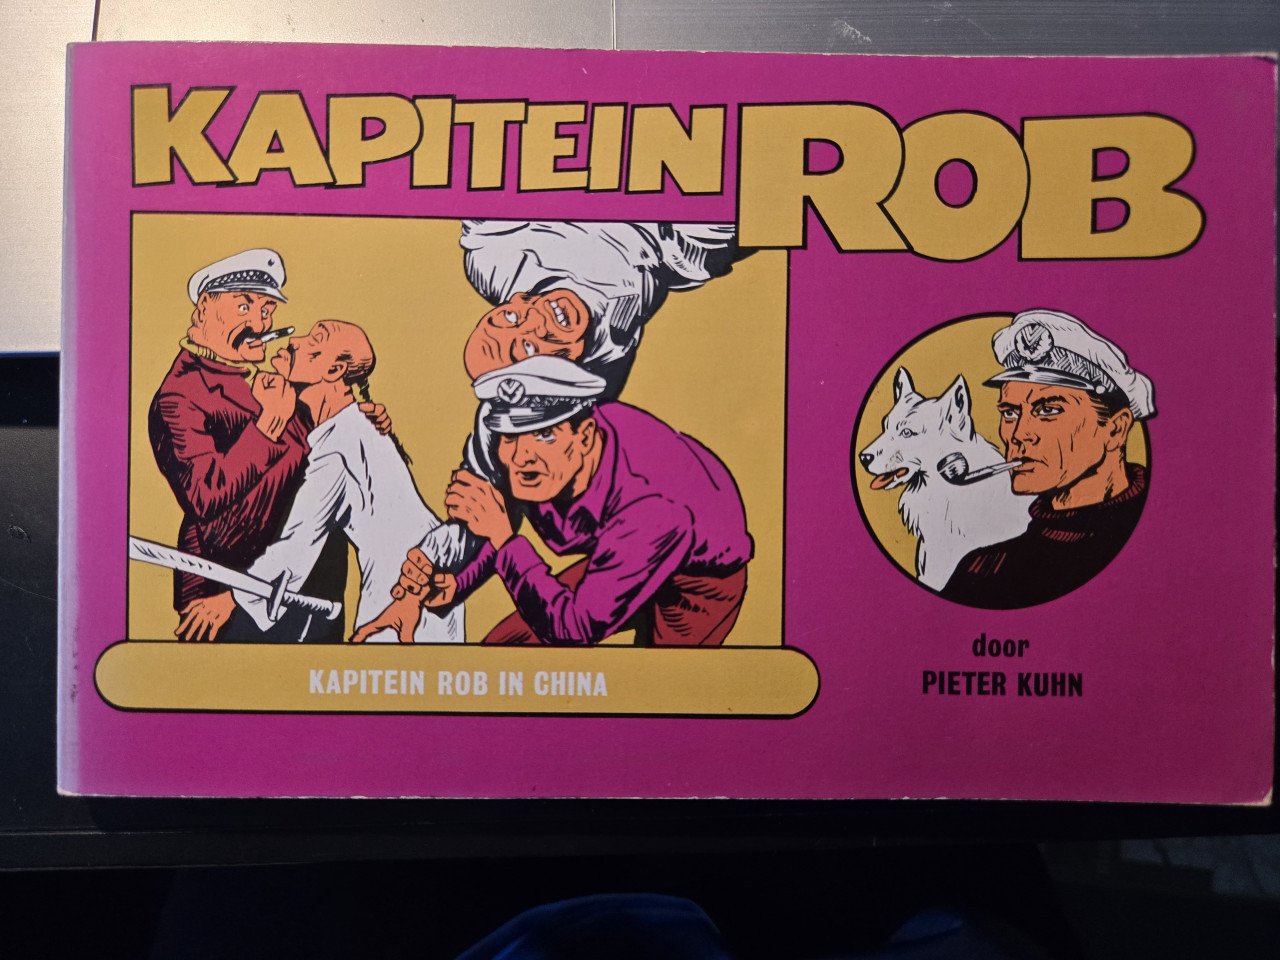 KAPITEIN ROB
KAPITEIN ROB IN CHINA
door
PIETER KUHN